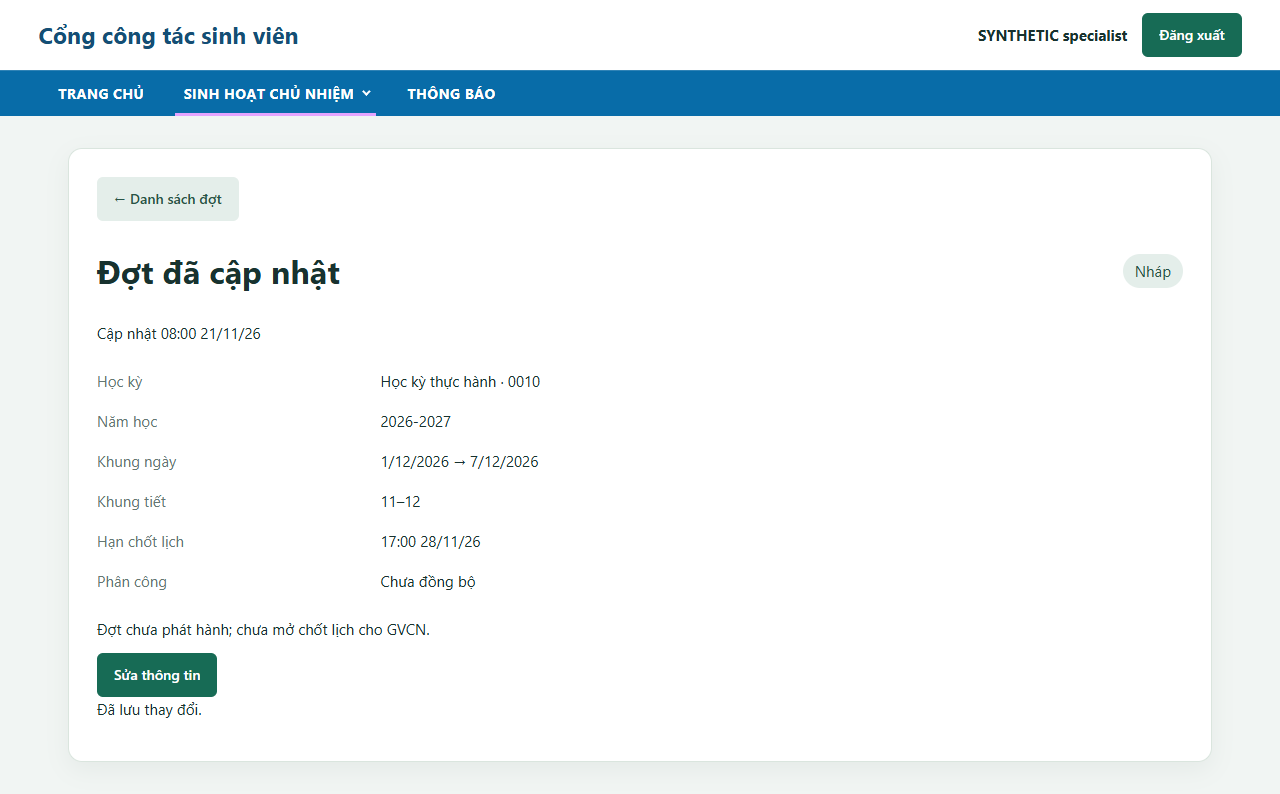 Cổng công tác sinh viên
SYNTHETIC specialist
Đăng xuất
TRANG CHỦ
SINH HOẠT CHỦ NHIỆM
THÔNG BÁO
← Danh sách đợt
Đợt đã cập nhật
Nháp
Cập nhật 08:00 21/11/26
Học kỳ Học kỳ thực hành · 0010
Năm học 2026-2027
Khung ngày 1/12/2026 → 7/12/2026
Khung tiết 11–12
Hạn chốt lịch 17:00 28/11/26
Phân công Chưa đồng bộ
Đợt chưa phát hành; chưa mở chốt lịch cho GVCN.
Sửa thông tin
Đã lưu thay đổi.